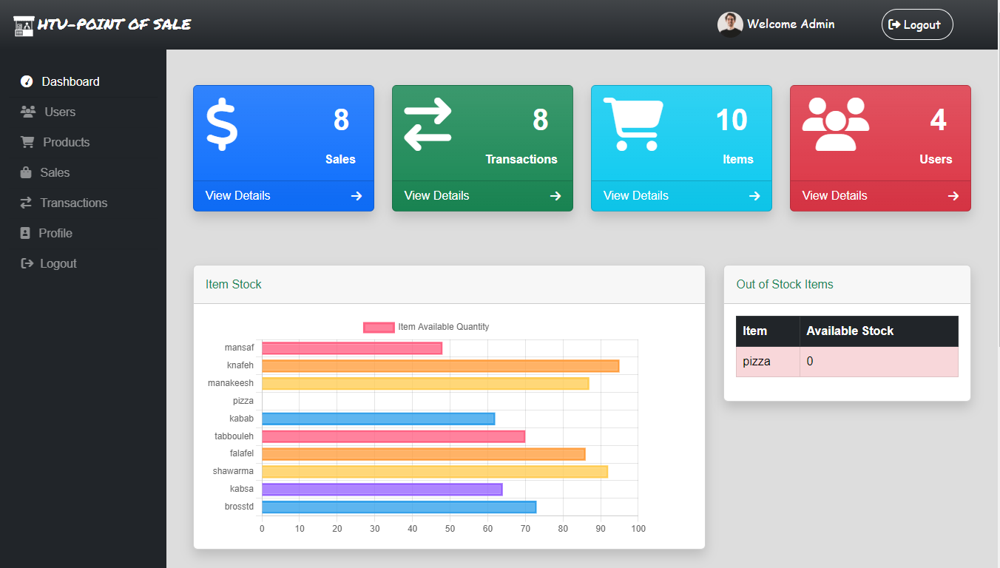 HTU-POINT OF SALE
Welcome Admin
Logout
Dashboard
Users
Products
Sales
Transactions
Profile
Logout
8
Sales
View Details
8
Transactions
View Details
10
Items
View Details
4
Users
View Details
Item Stock
Item Available Quantity
mansaf
knafeh
manakeesh
pizza
kabab
tabbouleh
falafel
shawarma
kabsa
brosstd
0 10 20 30 40 50 60 70 80 90 100
Out of Stock Items
Item Available Stock
pizza 0